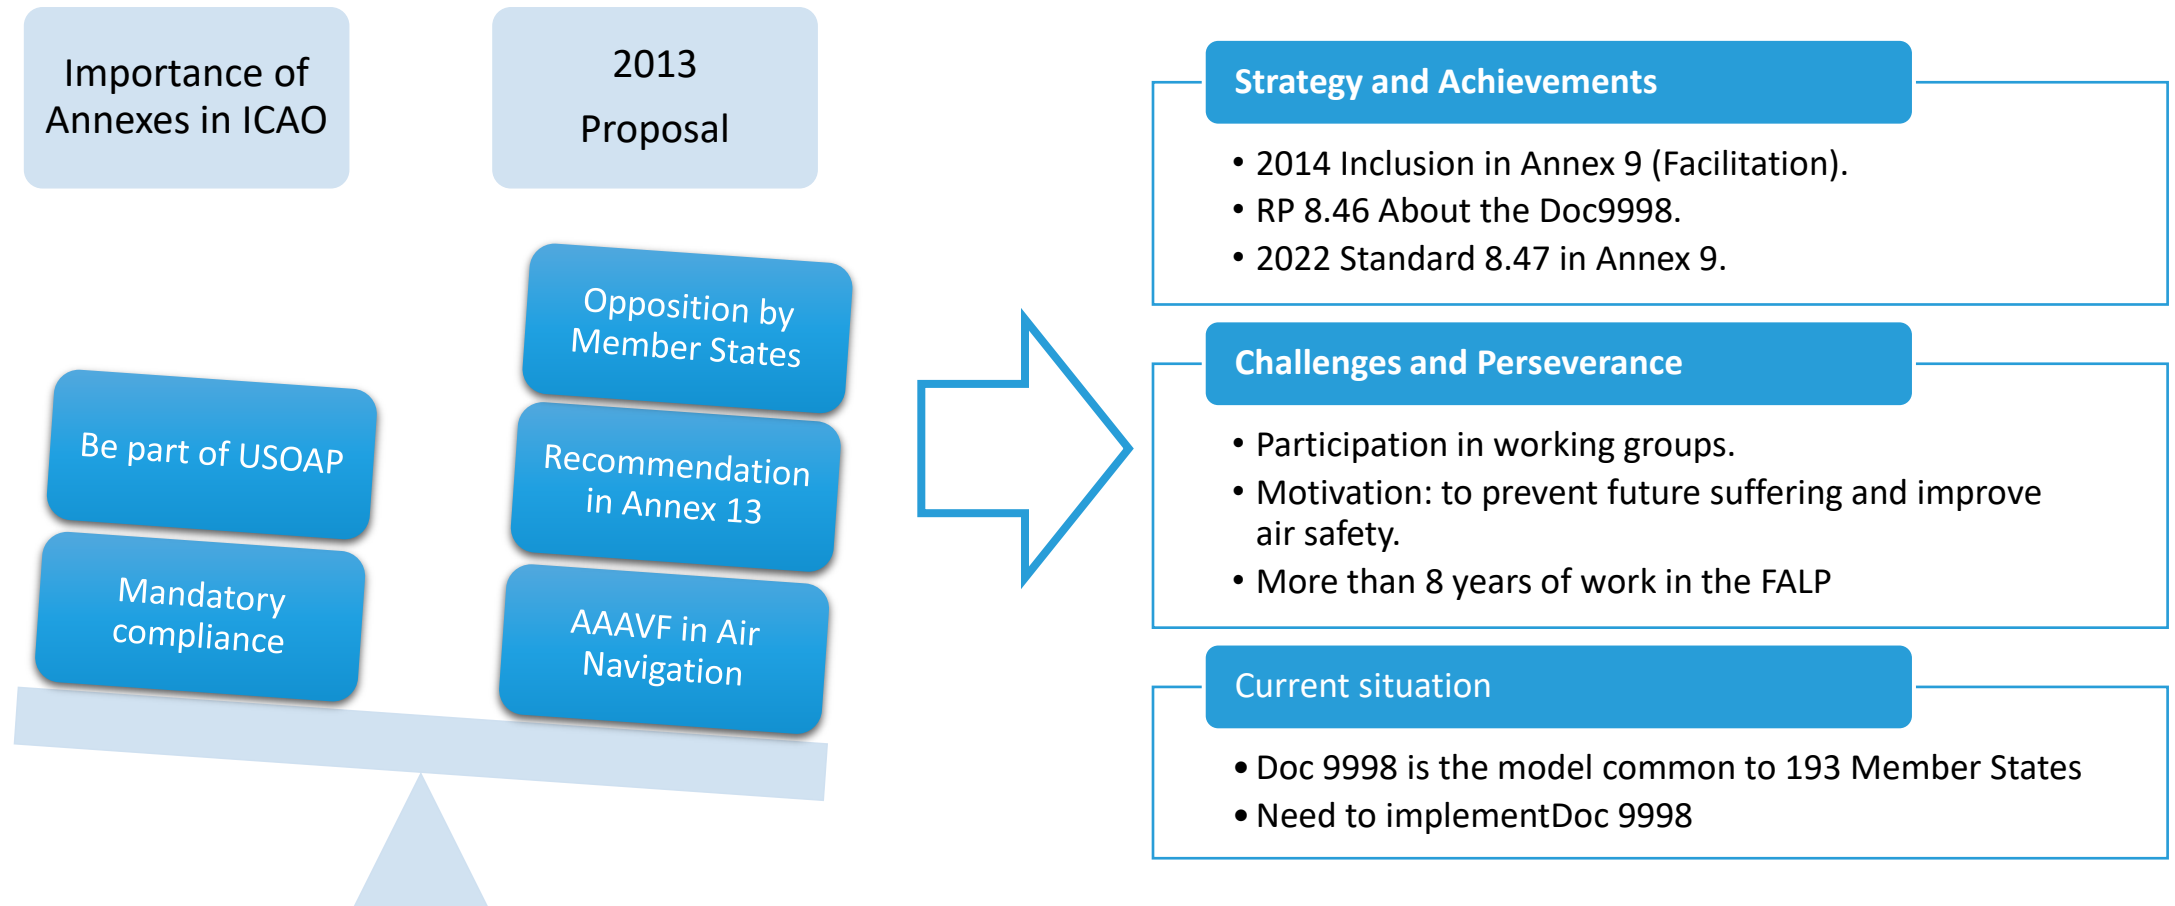 Importance of
Annexes in ICAO
2013
Proposal
Be part of USOAP
Mandatory
compliance
Opposition by
Member States
Recommendation
in Annex 13
AAAVF in Air
Navigation
Strategy and Achievements
• 2014 Inclusion in Annex 9 (Facilitation).
• RP 8.46 About the Doc9998.
• 2022 Standard 8.47 in Annex 9.
Challenges and Perseverance
• Participation in working groups.
• Motivation: to prevent future suffering and improve
air safety.
• More than 8 years of work in the FALP
Current situation
• Doc 9998 is the model common to 193 Member States
• Need to implementDoc 9998